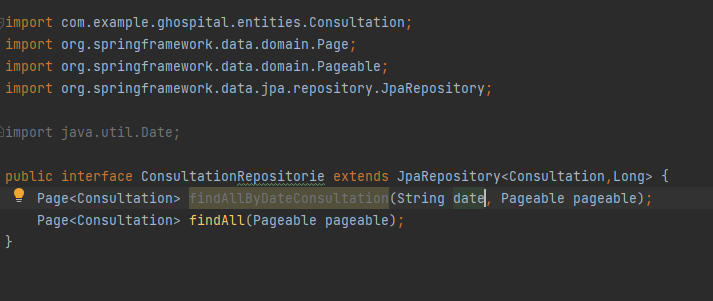 import com.example.ghospital.entities.Consultation;
import org.springframework.data.domain.Page;
import org.springframework.data.domain.Pageable;
import org.springframework.data.jpa.repository.JpaRepository;
import java.util.Date;
public interface ConsultationRepositorie extends JpaRepository<Consultation,Long> {
Page<Consultation> findAllByDateConsultation(String date, Pageable pageable);
Page<Consultation> findAll(Pageable pageable);
}